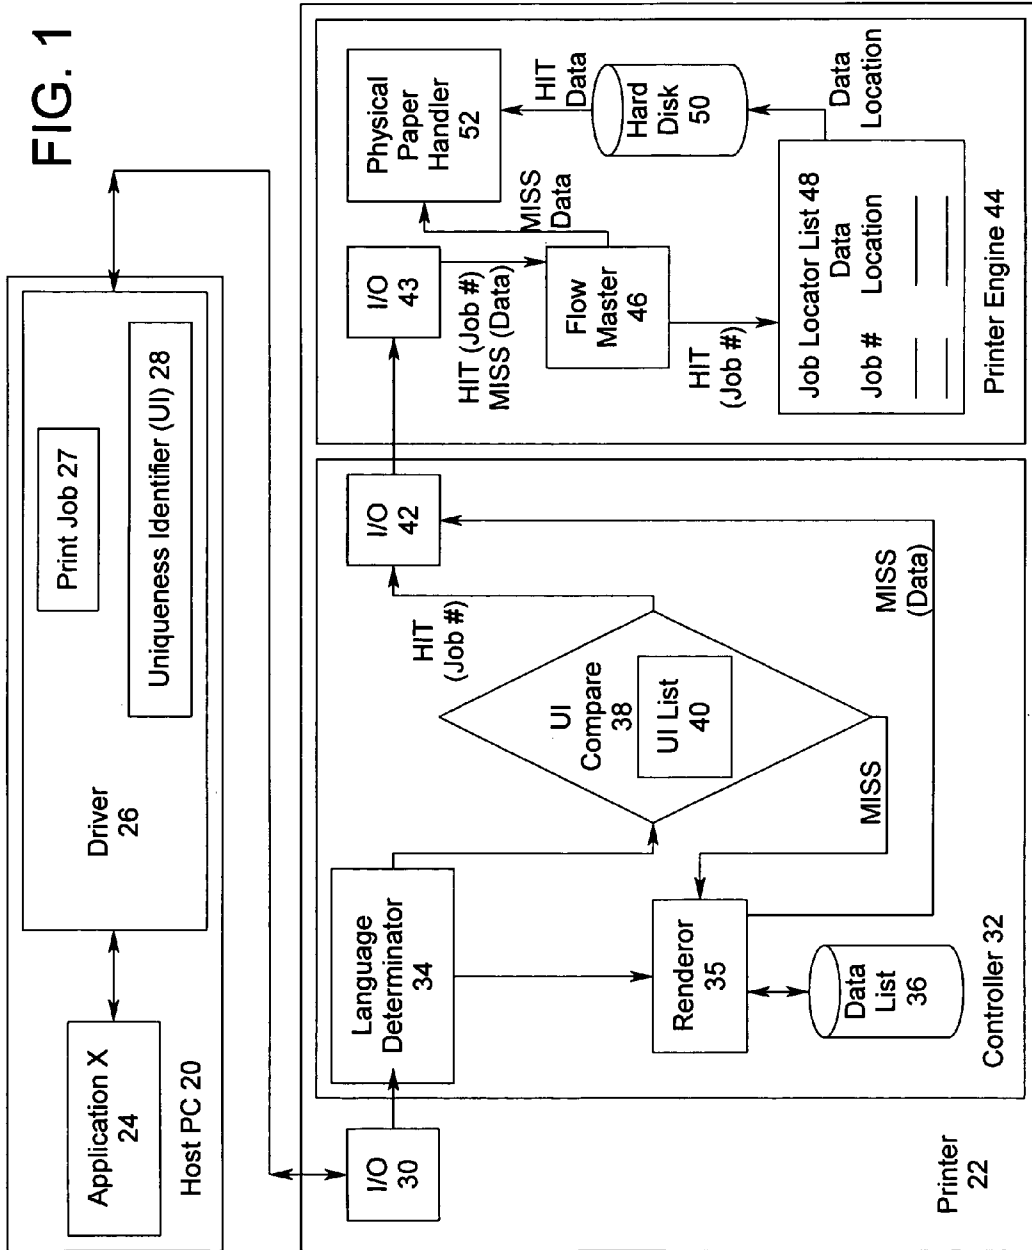 FIG. 1
Application X
24
Driver
26
Print Job 27
Uniqueness Identifier (UI) 28
Host PC 20
I/O
30
Language
Determinator
34
Renderor
35
Data
List
36
UI
Compare
38
UI List
40
MISS
HIT
(Job #)
MISS
(Data)
I/O
42
Controller 32
Printer
22
I/O
43
HIT (Job #)
MISS (Data)
Flow
Master
46
MISS
Data
Physical
Paper
Handler
52
HIT
Data
Hard
Disk
50
HIT
(Job #)
Job Locator List 48
Data
Job # Location
Data
Location
Printer Engine 44